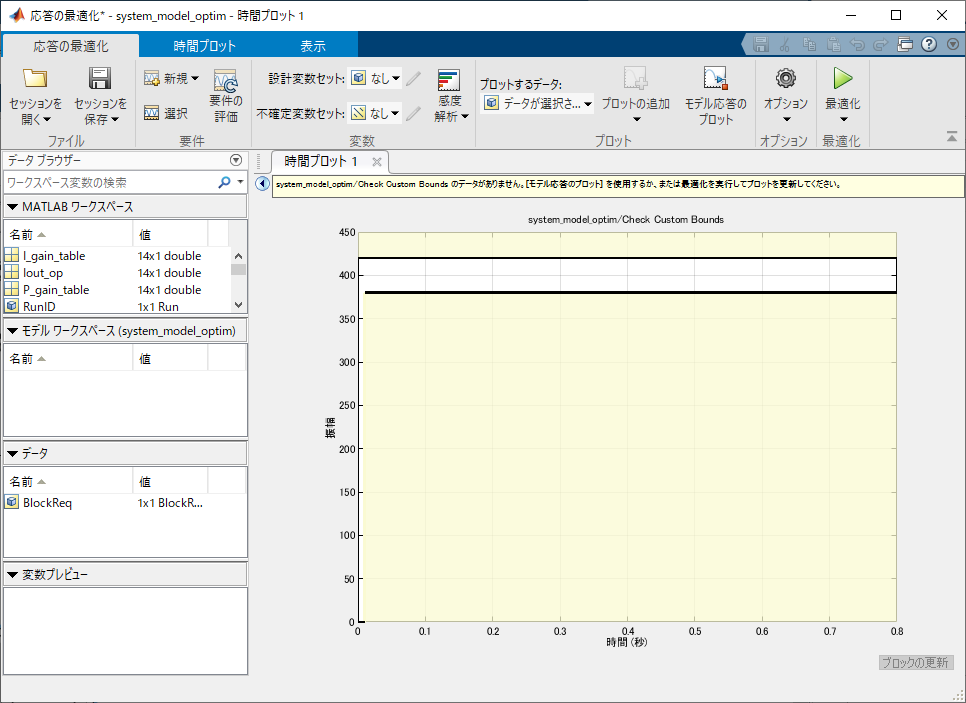 応答の最適化* - system_model_optim - 時間プロット 1
応答の最適化 時間プロット 表示
セッションを開く
セッションを保存
ファイル
新規
選択
要件の評価
要件
設計変数セット: なし
不確定変数セット: なし
感度解析
変数
プロットするデータ:
データが選択さ...
プロットの追加
モデル応答のプロット
プロット
オプション
オプション
最適化
最適化
データ ブラウザー
ワークスペース変数の検索
MATLAB ワークスペース
名前 値
I_gain_table 14x1 double
Iout_op 14x1 double
P_gain_table 14x1 double
RunID 1x1 Run
モデル ワークスペース (system_model_optim)
名前 値
データ
名前 値
BlockReq 1x1 BlockR...
変数プレビュー
時間プロット 1
system_model_optim/Check Custom Bounds のデータがありません。[モデル応答のプロット] を使用するか、または最適化を実行してプロットを更新してください。
system_model_optim/Check Custom Bounds
450
400
350
300
250
200
150
100
50
0
振幅
0 0.1 0.2 0.3 0.4 0.5 0.6 0.7 0.8
時間 (秒)
ブロックの更新